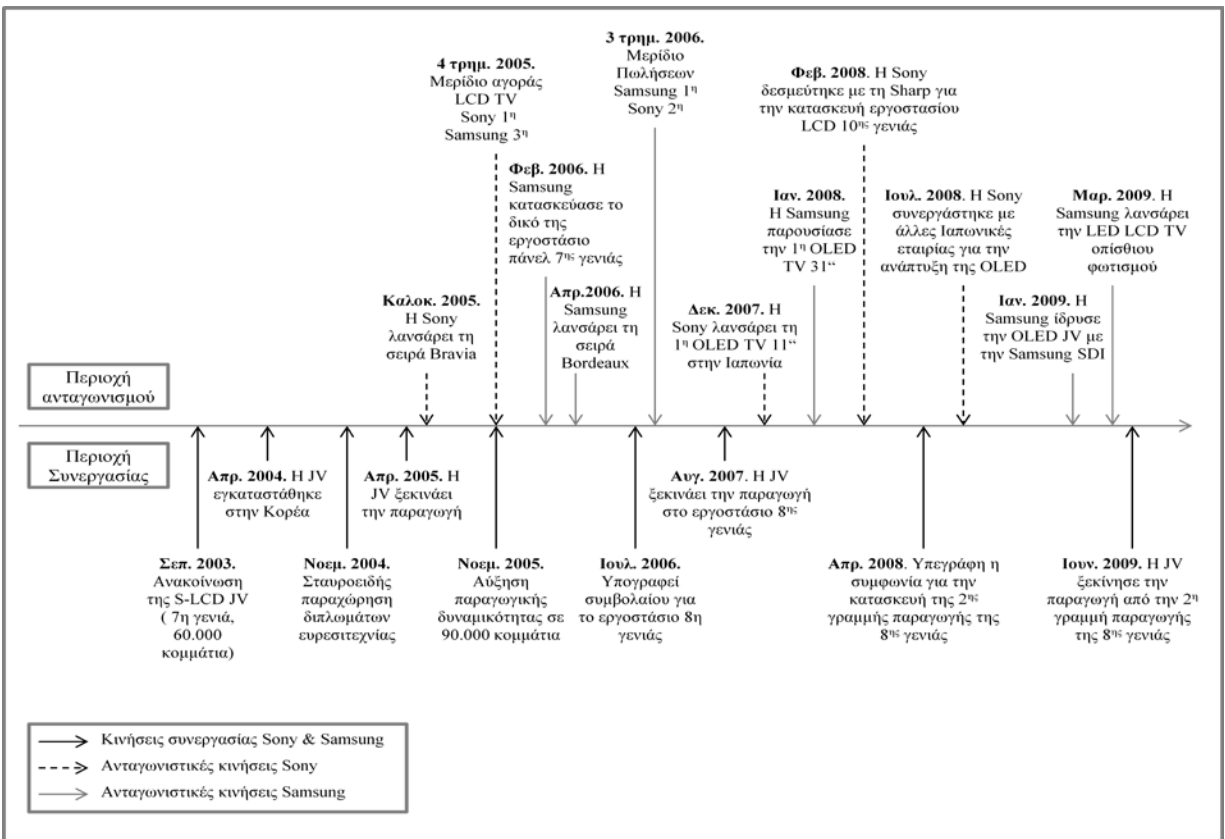 4 τρημ. 2005.
Μερίδιο αγοράς
LCD TV
Sony 1η
Samsung 3η
3 τρημ. 2006.
Μερίδιο
Πωλήσεων
Samsung 1η
Sony 2η
Φεβ. 2008. Η Sony
δεσμεύτηκε με τη Sharp για
την κατασκευή εργοστασίου
LCD 10ης γενιάς
Φεβ. 2006. Η
Samsung
κατασκεύασε το
δικό της
εργοστάσιο
πάνελ 7ης γενιάς
Ιαν. 2008.
Η Samsung
παρουσίασε
την 1η OLED
TV 31“
Ιουλ. 2008. Η Sony
συνεργάστηκε με
άλλες Ιαπωνικές
εταιρίας για την
ανάπτυξη της OLED
Μαρ. 2009. Η
Samsung λανσάρει
την LED LCD TV
οπίσθιου
φωτισμού
Καλοκ. 2005.
Η Sony
λανσάρει τη
σειρά Bravia
Απρ.2006. Η
Samsung
λανσάρει τη
σειρά
Bordeaux
Δεκ. 2007. Η
Sony λανσάρει τη
1η OLED TV 11“
στην Ιαπωνία
Ιαν. 2009. Η
Samsung ίδρυσε
την OLED JV με
την Samsung SDI
Περιοχή
ανταγωνισμού
Περιοχή
Συνεργασίας
Απρ. 2004. Η JV
εγκαταστάθηκε
στην Κορέα
Απρ. 2005. Η
JV ξεκινάει
την παραγωγή
Αυγ. 2007. Η JV
ξεκινάει την παραγωγή
στο εργοστάσιο 8ης
γενιάς
Σεπ. 2003.
Ανακοίνωση
της S-LCD JV
( 7η γενιά,
60.000
κομμάτια)
Νοεμ. 2004.
Σταυροειδής
παραχώρηση
διπλωμάτων
ευρεσιτεχνίας
Νοεμ. 2005.
Αύξηση
παραγωγικής
δυναμικότητας σε
90.000 κομμάτια
Ιουλ. 2006.
Υπογραφεί
συμβολαίου για
το εργοστάσιο 8η
γενιάς
Απρ. 2008. Υπεγράφη η
συμφωνία για την
κατασκευή της 2ης
γραμμής παραγωγής της
8ης γενιάς
Ιουν. 2009. Η JV
ξεκίνησε την
παραγωγή από την 2η
γραμμή παραγωγής
της 8ης γενιάς
Κινήσεις συνεργασίας Sony & Samsung
Ανταγωνιστικές κινήσεις Sony
Ανταγωνιστικές κινήσεις Samsung